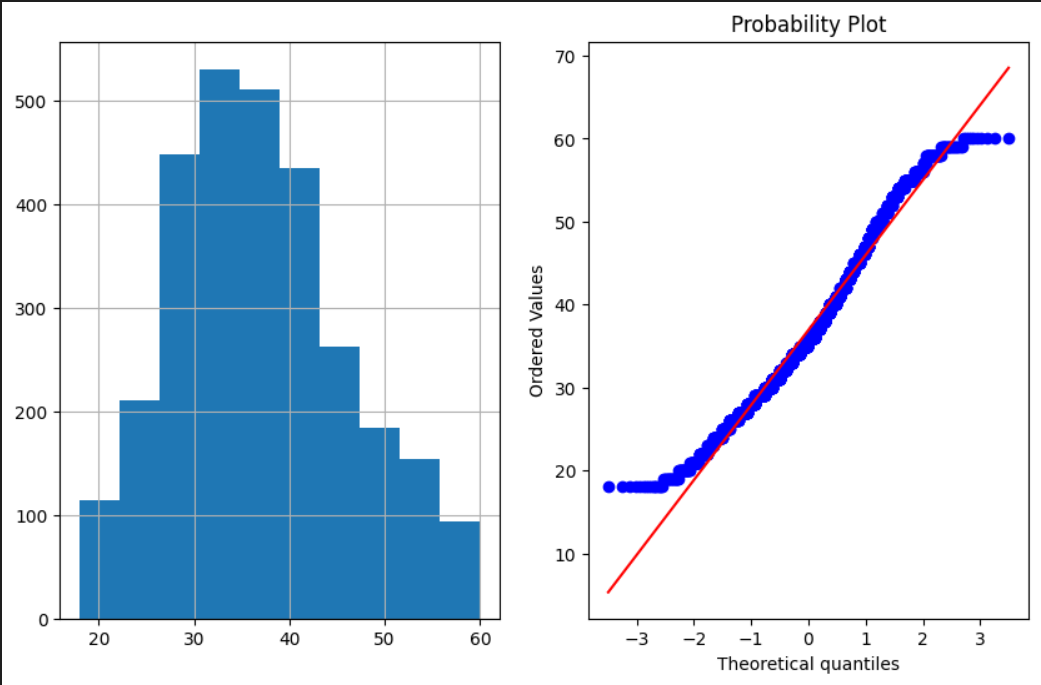 500
400
300
200
100
0
20 30 40 50 60
Probability Plot
Ordered Values
70
60
50
40
30
20
10
−3 −2 −1 0 1 2 3
Theoretical quantiles